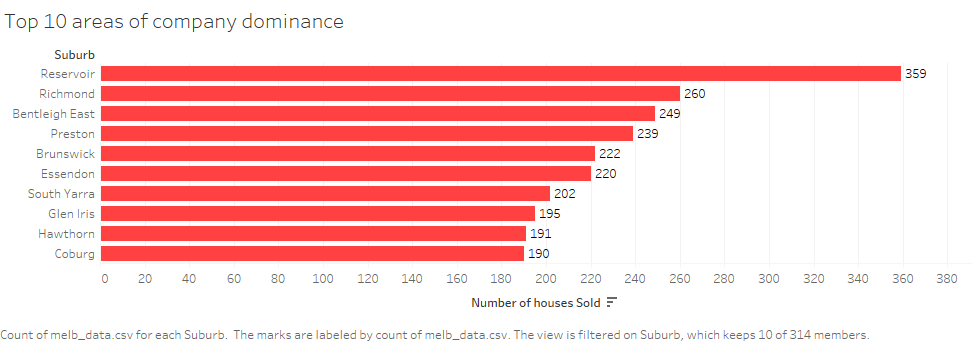 Top 10 areas of company dominance
Suburb
Reservoir 359
Richmond 260
Bentleigh East 249
Preston 239
Brunswick 222
Essendon 220
South Yarra 202
Glen Iris 195
Hawthorn 191
Coburg 190
0 20 40 60 80 100 120 140 160 180 200 220 240 260 280 300 320 340 360 380
Number of houses Sold
Count of melb_data.csv for each Suburb.  The marks are labeled by count of melb_data.csv. The view is filtered on Suburb, which keeps 10 of 314 members.